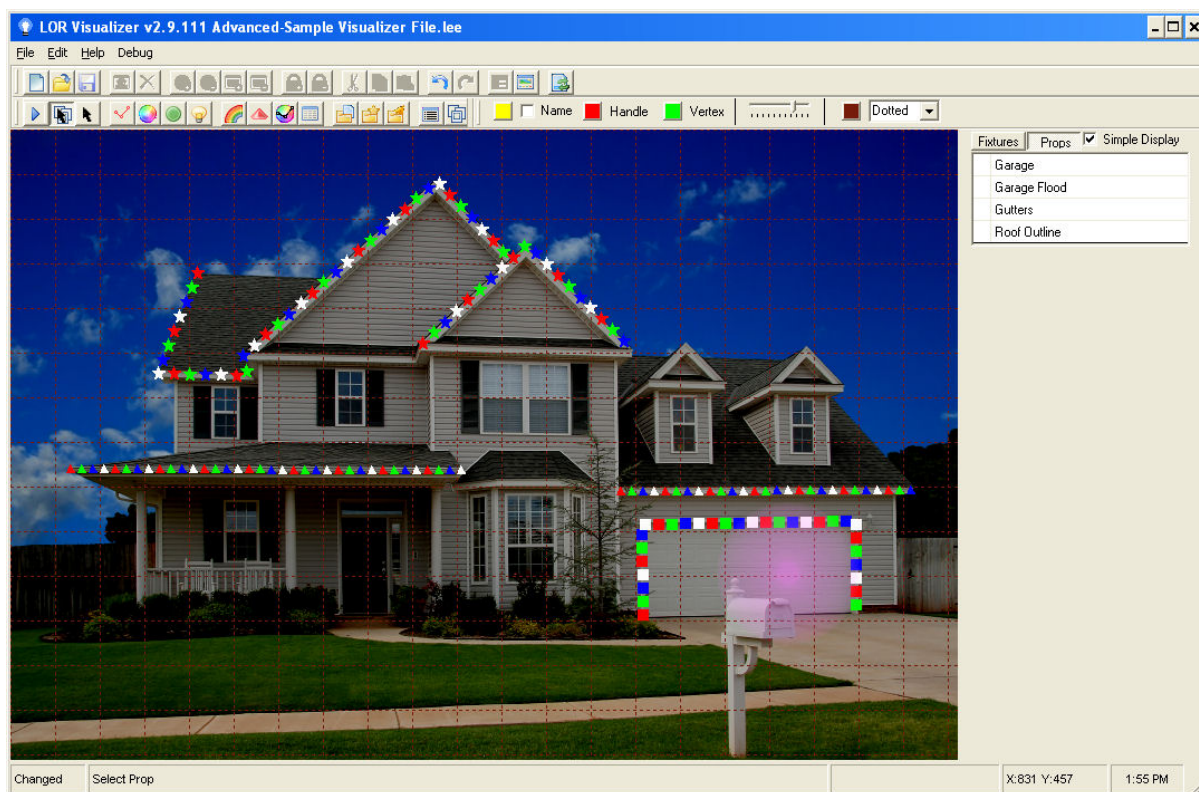 LOR Visualizer v2.9.111 Advanced-Sample Visualizer File.lee
File Edit Help Debug
Name Handle Vertex Dotted
Fixtures Props Simple Display
Garage
Garage Flood
Gutters
Roof Outline
Changed Select Prop X:831 Y:457 1:55 PM